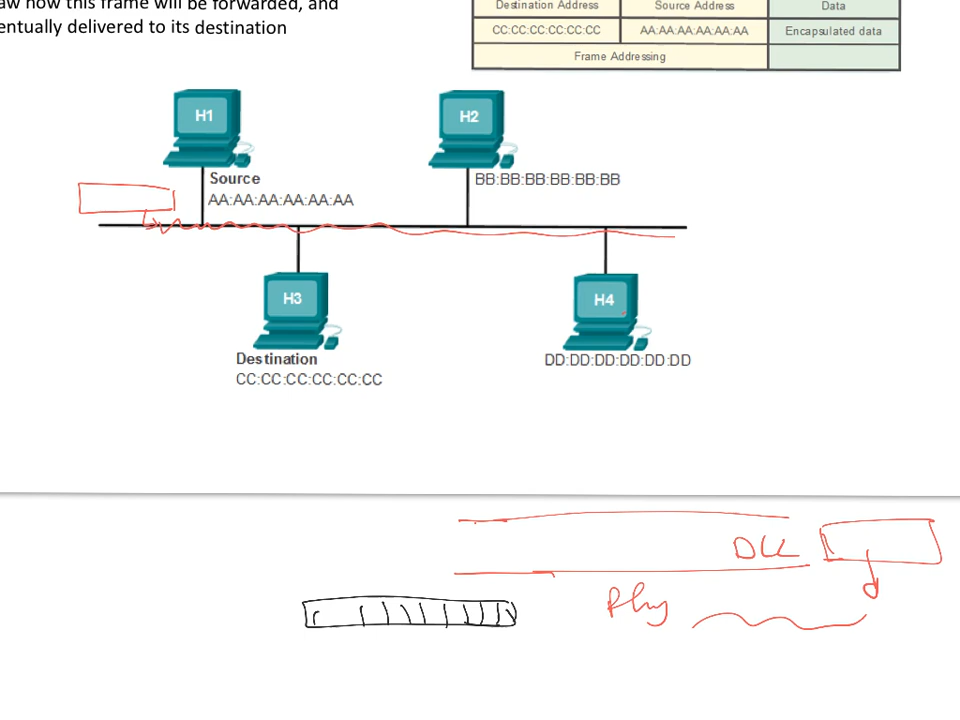 aw how this frame will be forwarded, and
entually delivered to its destination
Destination Address Source Address Data
CC:CC:CC:CC:CC:CC AA:AA:AA:AA:AA:AA Encapsulated data
Frame Addressing
H1
H2
Source
AA:AA:AA:AA:AA:AA
BB:BB:BB:BB:BB:BB
H3
H4
Destination
CC:CC:CC:CC:CC:CC
DD:DD:DD:DD:DD:DD
DLL
Phy